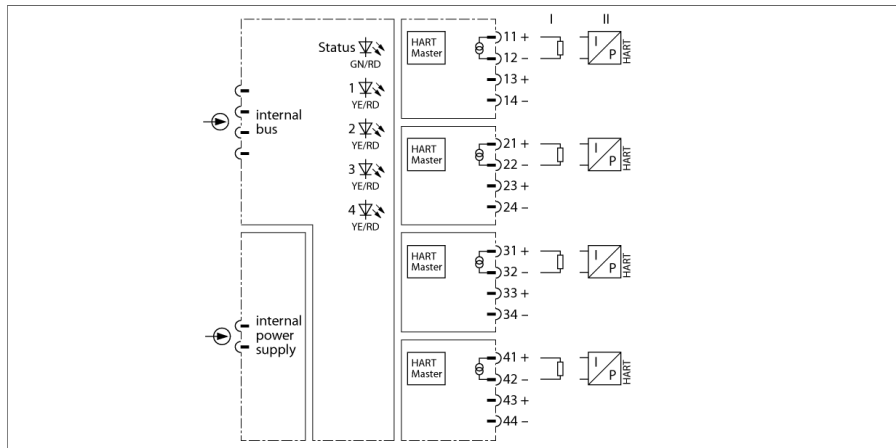 I
II
Status
GN/RD
1
YE/RD
2
YE/RD
3
YE/RD
4
YE/RD
internal
bus
internal
power
supply
HART
Master
11 +
12 –
13 +
14 –
I
P
HART
HART
Master
21 +
22 –
23 +
24 –
I
P
HART
HART
Master
31 +
32 –
33 +
34 –
I
P
HART
HART
Master
41 +
42 –
43 +
44 –
I
P
HART